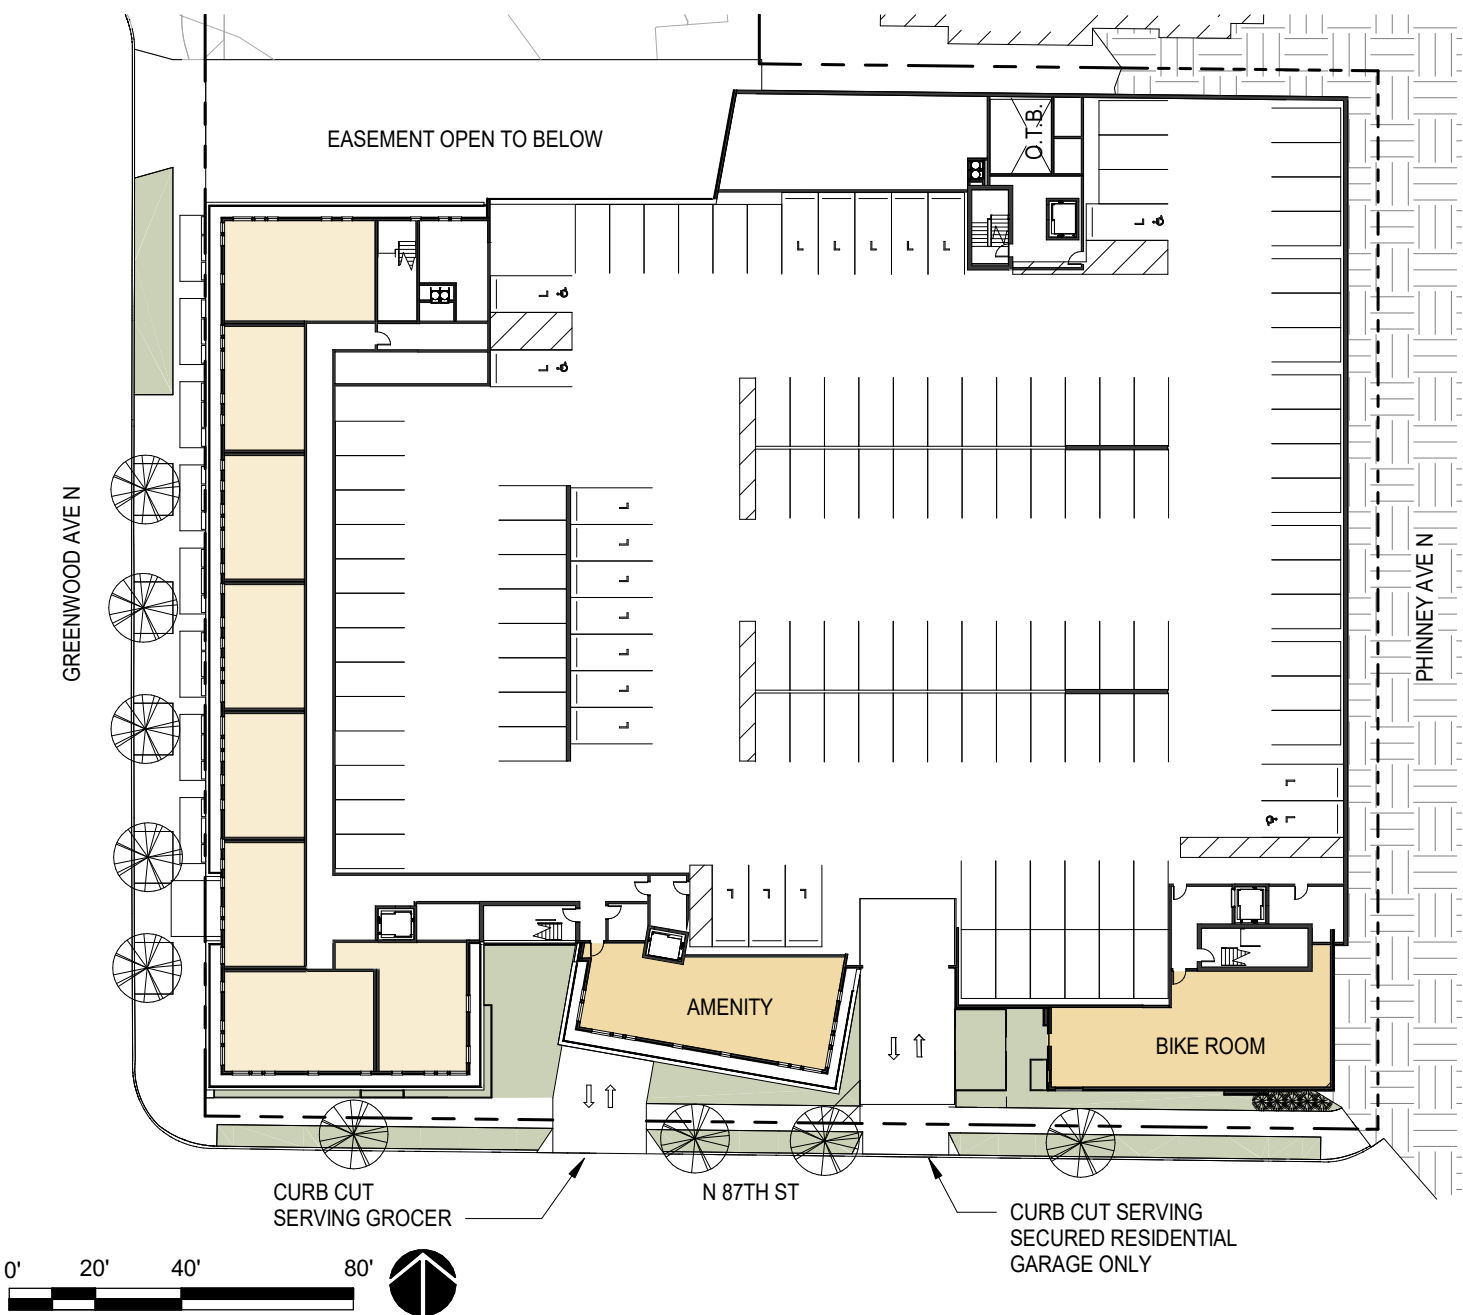 EASEMENT OPEN TO BELOW
O.T.B.
L
L
L
L
L
L
L
L
GREENWOOD AVE N
L
L
L
L
L
L
L
PHINNEY AVE N
L
L
L
L
L
AMENITY
BIKE ROOM
CURB CUT
SERVING GROCER
N 87TH ST
CURB CUT SERVING
SECURED RESIDENTIAL
GARAGE ONLY
0' 20' 40' 80'